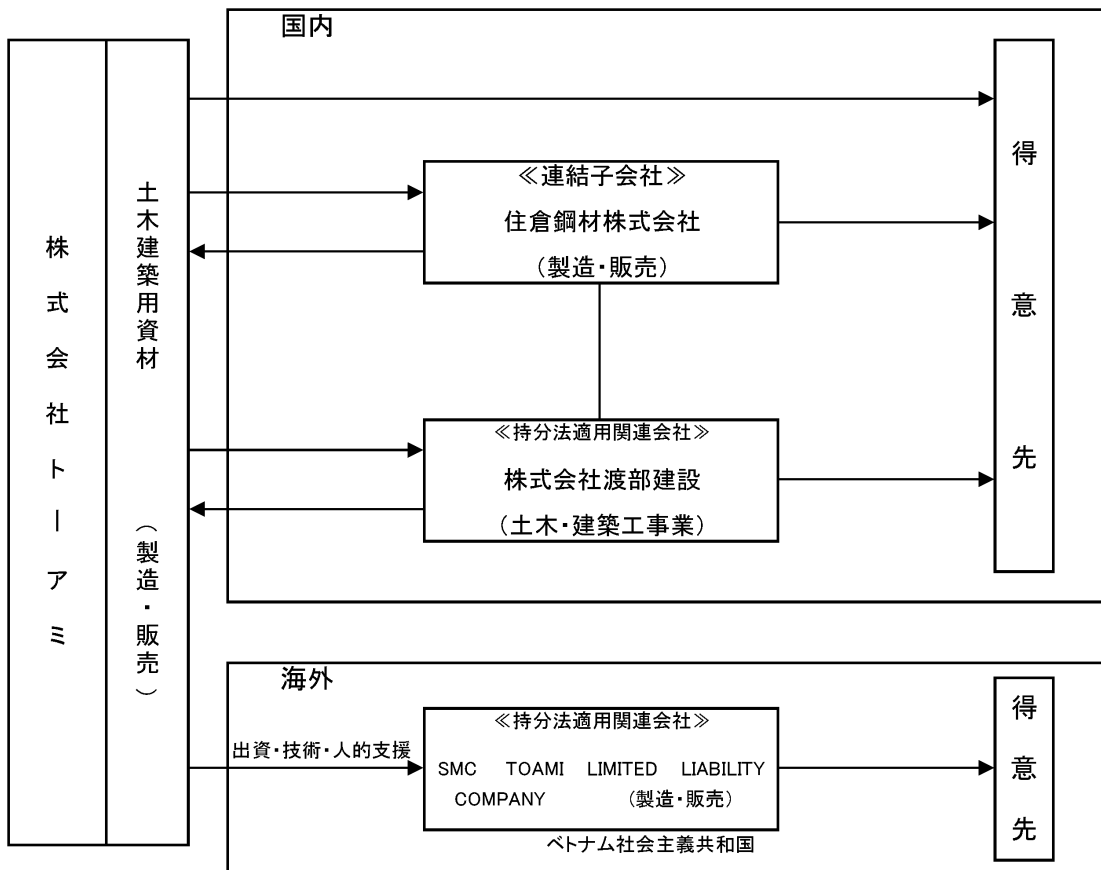 株式会社トーアミ
土木建築用資材
（製造・販売）
国内
≪連結子会社≫
住倉鋼材株式会社
（製造・販売）
≪持分法適用関連会社≫
株式会社渡部建設
（土木・建築工事業）
得意先
海外
出資・技術・人的支援
≪持分法適用関連会社≫
SMC TOAMI LIMITED LIABILITY
COMPANY （製造・販売）
ベトナム社会主義共和国
得意先